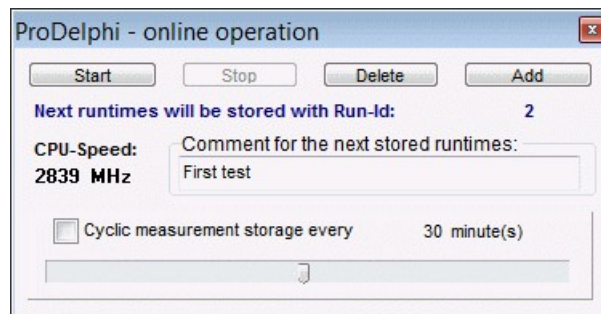 ProDelphi - online operation
Start Stop Delete Add
Next runtimes will be stored with Run-Id: 2
CPU-Speed: Comment for the next stored runtimes:
2839 MHz First test
Cyclic measurement storage every 30 minute(s)